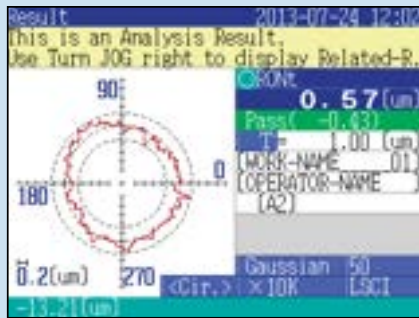 Result 2013-07-24 12:02
This is an Analysis Result.
Use Turn JOG right to display Related-R.
RONt
0.57(um)
Pass( -0.43)
T= 1.00 (um)
[WORK-NAME 01]
[OPERATOR-NAME
(A2)
90
0
180
270
0.2(um)
<Cir.>
Gaussian 50
×10K LSCI
-13.21(um)